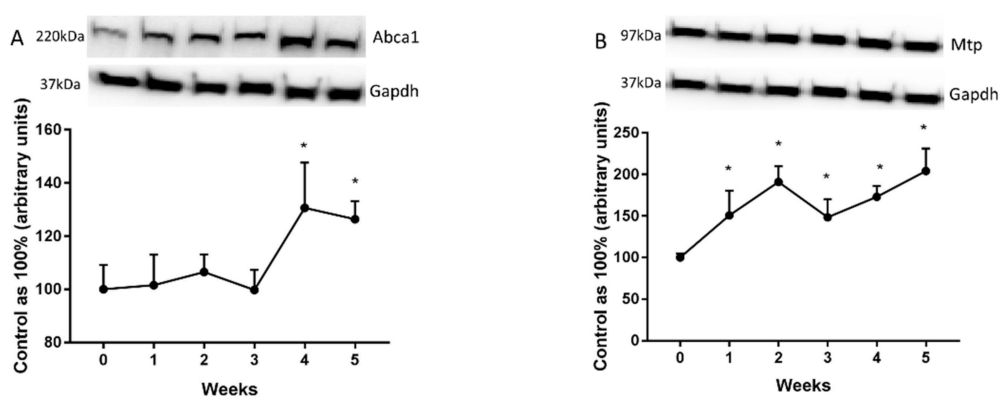 A
220kDa
Abca1
37kDa
Gapdh
Control as 100% (arbitrary units)
160
140
120
100
80
*
*
0 1 2 3 4 5
Weeks
B
97kDa
Mtp
37kDa
Gapdh
Control as 100% (arbitrary units)
250
200
150
100
50
0
*
*
*
*
*
0 1 2 3 4 5
Weeks